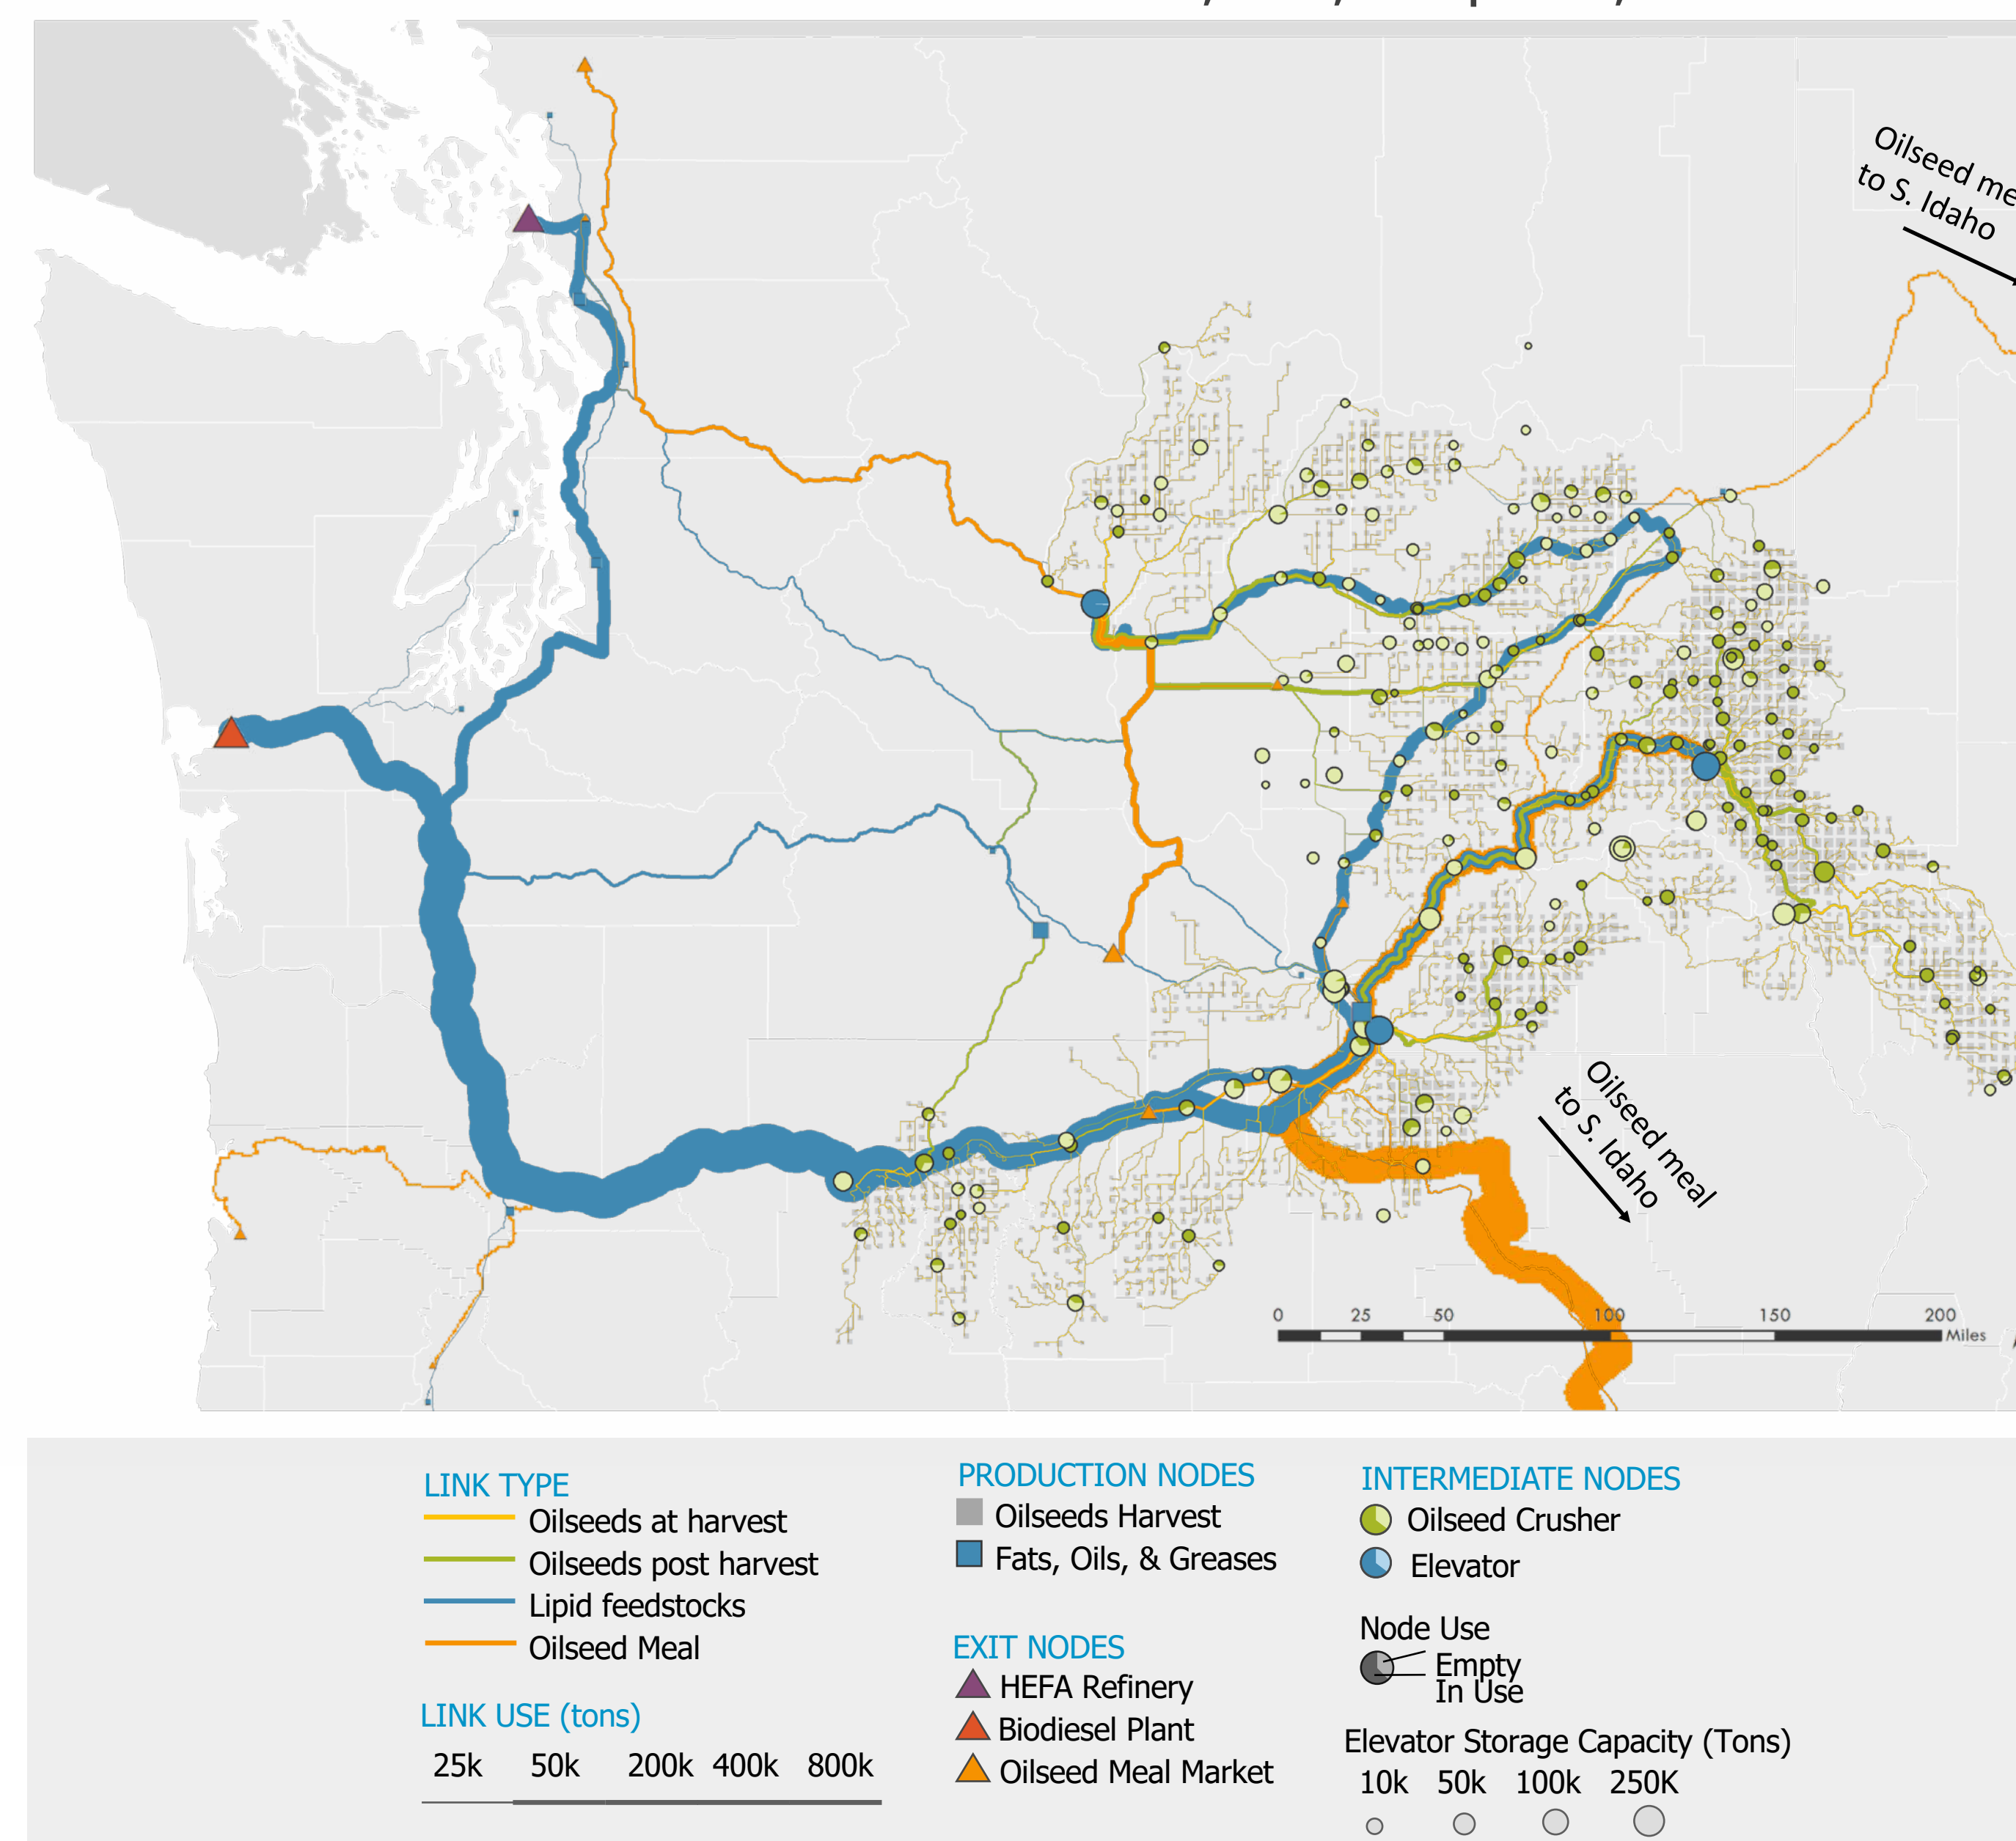 Oilseed me
to S. Idaho
Oilseed meal
to S. Idaho
0 25 50 100 150 200
Miles
LINK TYPE
Oilseeds at harvest
Oilseeds post harvest
Lipid feedstocks
Oilseed Meal
LINK USE (tons)
25k 50k 200k 400k 800k
PRODUCTION NODES
Oilseeds Harvest
Fats, Oils, & Greases
EXIT NODES
HEFA Refinery
Biodiesel Plant
Oilseed Meal Market
INTERMEDIATE NODES
Oilseed Crusher
Elevator
Node Use
Empty
In Use
Elevator Storage Capacity (Tons)
10k 50k 100k 250K